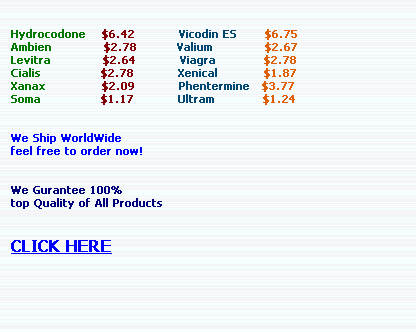 Hydrocodone $6.42 Vicodin ES $6.75
Ambien $2.78 Valium $2.67
Levitra $2.64 Viagra $2.78
Cialis $2.78 Xenical $1.87
Xanax $2.09 Phentermine $3.77
Soma $1.17 Ultram $1.24
We Ship WorldWide
feel free to order now!
We Gurantee 100%
top Quality of All Products
CLICK HERE